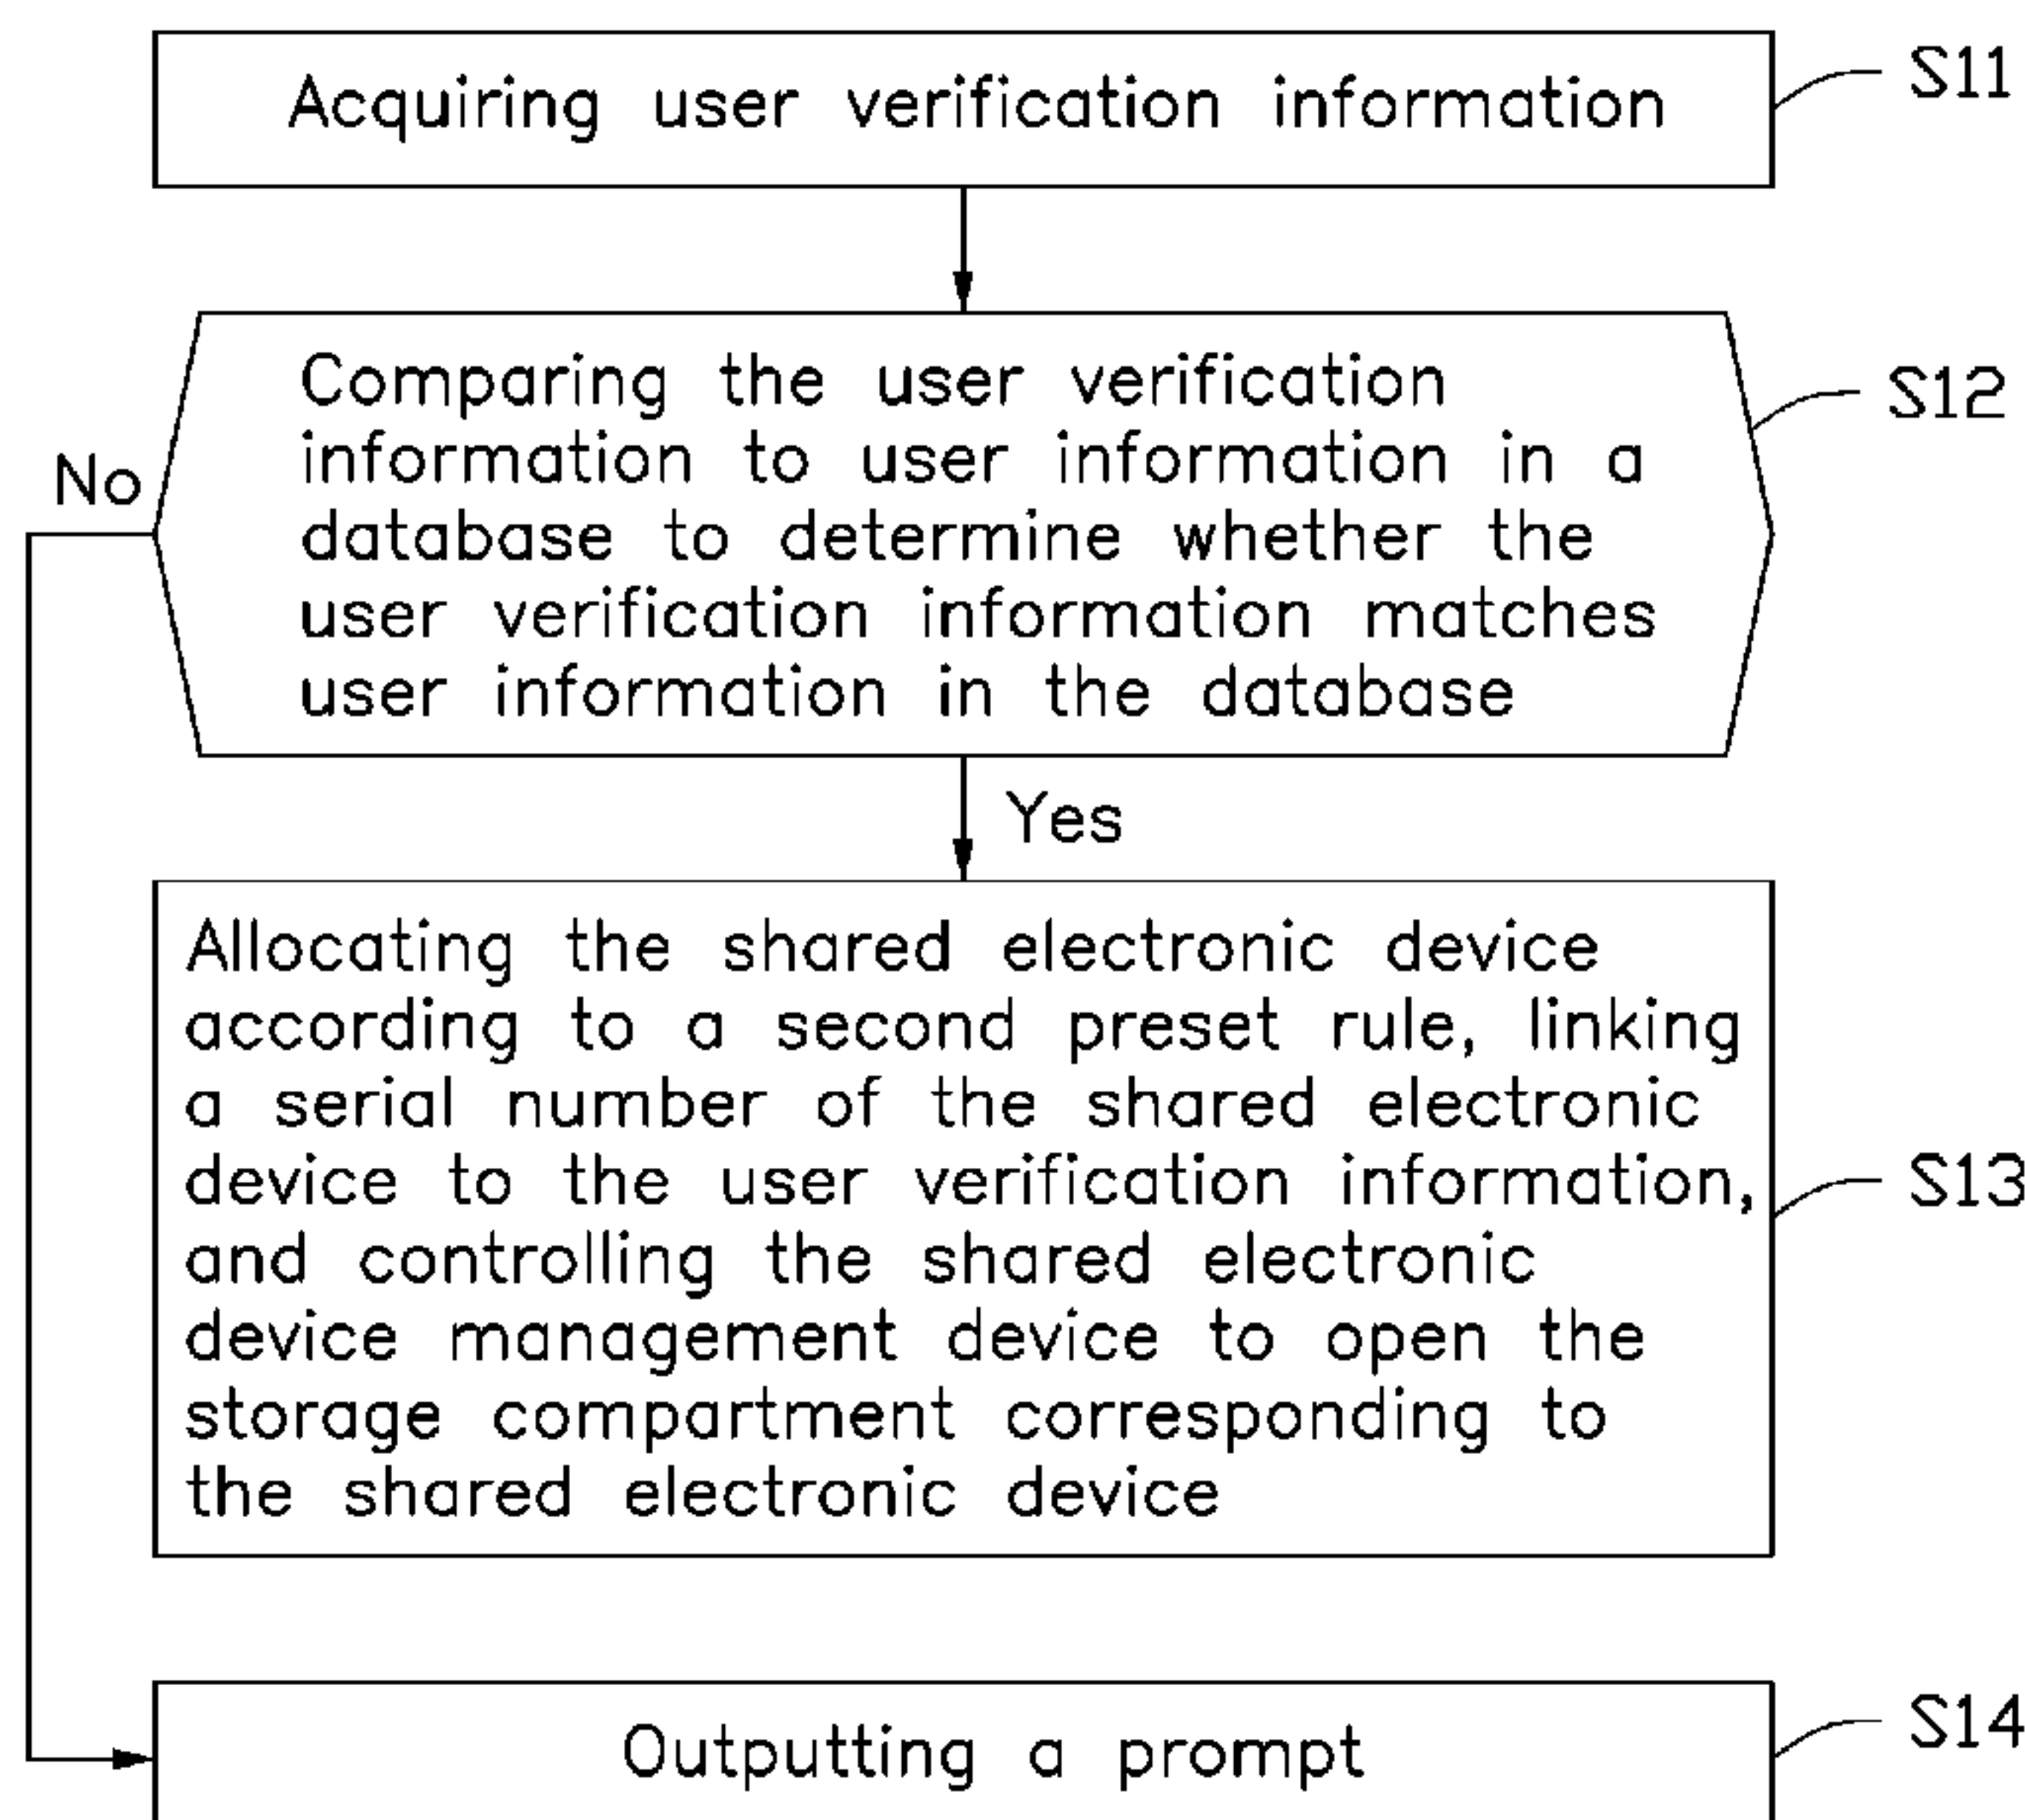 Acquiring user verification information
S11
Comparing the user verification
information to user information in a
database to determine whether the
user verification information matches
user information in the database
S12
No
Yes
Allocating the shared electronic device
according to a second preset rule, linking
a serial number of the shared electronic
device to the user verification information,
and controlling the shared electronic
device management device to open the
storage compartment corresponding to
the shared electronic device
S13
Outputting a prompt
S14